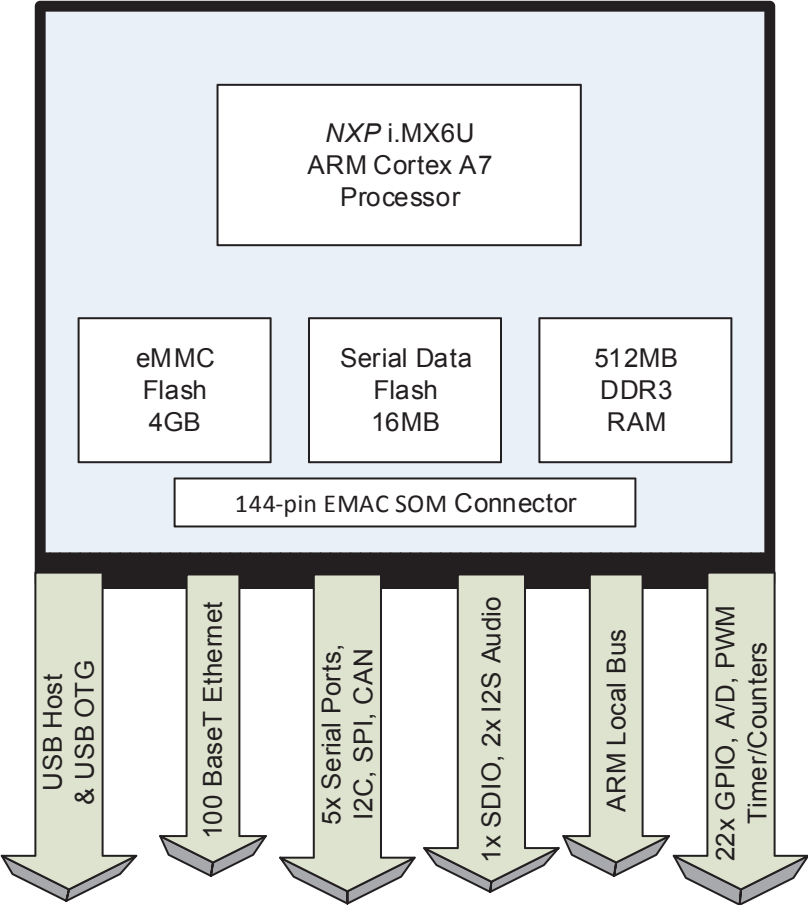 NXP i.MX6U
ARM Cortex A7
Processor
eMMC
Flash
4GB
Serial Data
Flash
16MB
512MB
DDR3
RAM
144-pin EMAC SOM Connector
USB Host
& USB OTG
100 BaseT Ethernet
5x Serial Ports,
I2C, SPI, CAN
1x SDIO, 2x I2S Audio
ARM Local Bus
22x GPIO, A/D, PWM
Timer/Counters